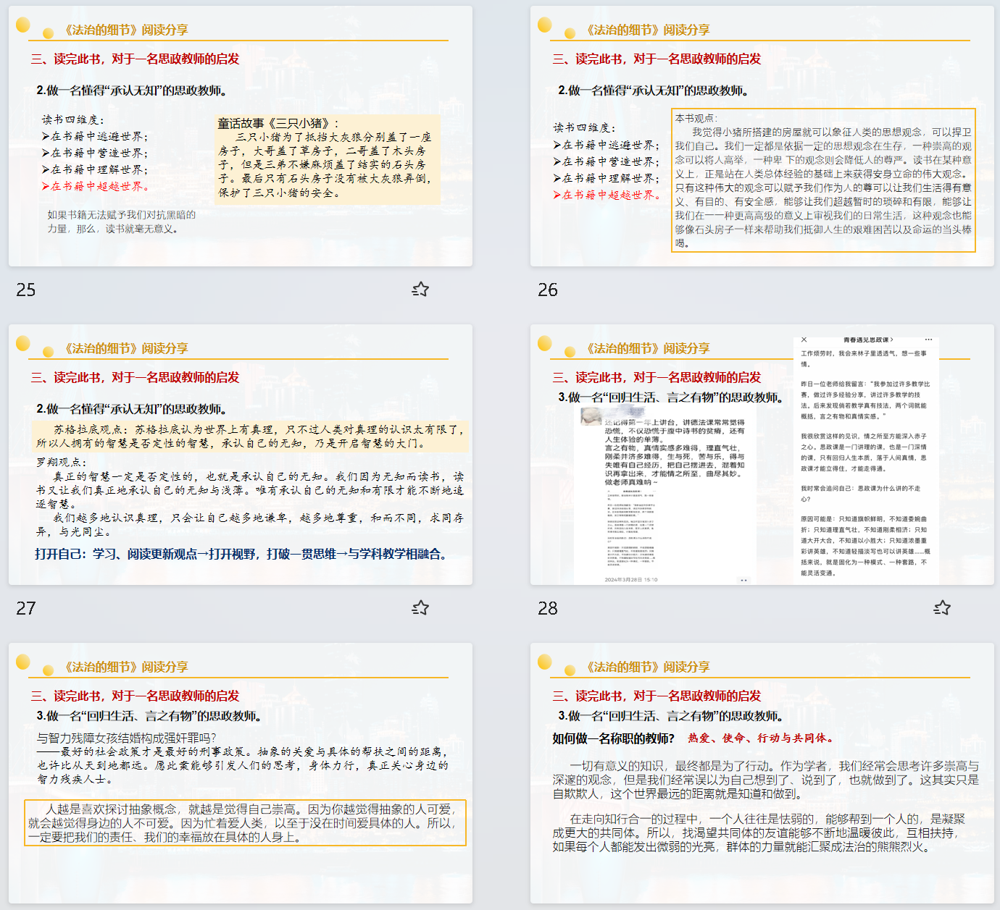 《法治的细节》阅读分享
三、读完此书，对于一名思政教师的启发
2.做一名懂得“承认无知”的思政教师。
读书四维度：
➢在书籍中逃避世界；
➢在书籍中营造世界；
➢在书籍中理解世界；
➢在书籍中超越世界。
如果书籍无法赋予我们对抗黑暗的
力量，那么，读书就毫无意义。
童话故事《三只小猪》：
三只小猪为了抵挡大灰狼分别盖了一座
房子，大哥盖了草房子，二哥盖了木头房
子，但是三弟不嫌麻烦盖了结实的石头房
子。最后只有石头房子没有被大灰狼弄倒，
保护了三只小猪的安全。
25
《法治的细节》阅读分享
三、读完此书，对于一名思政教师的启发
2.做一名懂得“承认无知”的思政教师。
读书四维度：
➢在书籍中逃避世界；
➢在书籍中营造世界；
➢在书籍中理解世界；
➢在书籍中超越世界。
本书观点：
我觉得小猪所搭建的房屋就可以象征人类的思想观念，可以捍卫
我们自己。我们一定都是依据一定的思想观念在生存，一种崇高的观
念可以将人高举，一种卑 下的观念则会降低人的尊严。读书在某种意
义上，正是站在人类总体经验的基础上来获得安身立命的伟大观念。
只有这种伟大的观念可以赋予我们作为人的尊可以让我们生活得有意
义、有目的、有安全感，能够让我们超越暂时的琐碎和有限，能够让
我们在一一种更高高级的意义上审视我们的日常生活，这种观念也能
够像石头房子一样来帮助我们抵御人生的艰难困苦以及命运的当头棒
喝。
26
《法治的细节》阅读分享
三、读完此书，对于一名思政教师的启发
2.做一名懂得“承认无知”的思政教师。
苏格拉底观点：苏格拉底认为世界上有真理，只不过人类对真理的认识太有限了，
所以人拥有的智慧是否定性的智慧，承认自己的无知，乃是开启智慧的大门。
罗翔观点：
真正的智慧一定是否定性的，也就是承认自己的无知。我们因为无知而读书，读
书又让我们真正地承认自己的无知与浅薄。唯有承认自己的无知和有限才能不断地追
逐智慧。
我们越多地认识真理，只会让自己越多地谦卑，越多地尊重，和而不同，求同存
异，与光同尘。
打开自己：学习、阅读更新观点→打开视野，打破一贯思维→与学科教学相融合。
27
《法治的细节》阅读分享
三、读完此书，对于一名思政教师的启发
3.做一名“回归生活、言之有物”的思政教师。
还记得第一年上讲台，讲德法课常常觉得
恐慌，不仅恐慌于腹中诗书的贫瘠，还有
人生体验的单薄。
言之有物，真情实感多难得，理直气壮，
刚柔并济多难得，生与死，苦与乐，得与
失唯有自己经历，把自己摆进去，混着知
识再拿出来，才能情之所至，曲尽其妙。
做老师真难呐～
2024年3月28日 15:10
青春遇见思政课
工作烦劳时，我会来林子里透透气，想一些事
情。
昨日一位老师给我留言：“我参加过许多教学比
赛，做过许多经验分享，讲过许多教学的技
法。后来发现倘若教学真有技法，两个词就能
概括，言之有物和真情实感。”
我很欣赏这样的见识，情之所至方能深入赤子
之心。思政课是一门讲理的课，也是一门深情
的课，只有回归人生本质，落于人间真情，思
政课才能立得住，才能走得通。
我时常会追问自己：思政课为什么讲的不走
心？
原因可能是：只知道旗帜鲜明，不知道委婉曲
折；只知道理直气壮，不知道刚柔相济；只知
道大开大合，不知道以小胜大；只知道浓墨重
彩讲英雄，不知道轻描淡写也可以讲英雄……概
括来说，就是固化为一种模式、一种套路，不
能灵活变通。
28
《法治的细节》阅读分享
三、读完此书，对于一名思政教师的启发
3.做一名“回归生活、言之有物”的思政教师。
与智力残障女孩结婚构成强奸罪吗?
——最好的社会政策才是最好的刑事政策。抽象的关爱与具体的帮扶之间的距离，
也许比从天到地都远。愿此案能够引发人们的思考，身体力行，真正关心身边的
智力残疾人士。
人越是喜欢探讨抽象概念，就越是觉得自己崇高。因为你越觉得抽象的人可爱，
就会越觉得身边的人不可爱。因为忙着爱人类，以至于没在时间爱具体的人。所以，
一定要把我们的责任、我们的幸福放在具体的人身上。
《法治的细节》阅读分享
三、读完此书，对于一名思政教师的启发
3.做一名“回归生活、言之有物”的思政教师。
如何做一名称职的教师？ 热爱、使命、行动与共同体。
一切有意义的知识，最终都是为了行动。作为学者，我们经常会思考许多崇高与
深邃的观念，但是我们经常误以为自己想到了、说到了，也就做到了。这其实只是
自欺欺人，这个世界最远的距离就是知道和做到。
在走向知行合一的过程中，一个人往往是怯弱的，能够帮到一个人的，是凝聚
成更大的共同体。所以，我渴望共同体的友谊能够不断地温暖彼此，互相扶持，
如果每个人都能发出微弱的光亮，群体的力量就能汇聚成法治的熊熊烈火。